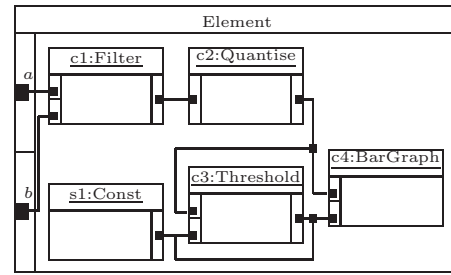 Element
c1:Filter
c2:Quantise
a
b
s1:Const
c3:Threshold
c4:BarGraph